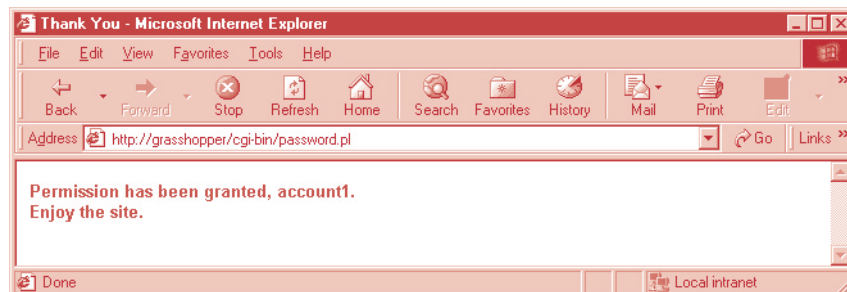 Thank You - Microsoft Internet Explorer
File Edit View Favorites Tools Help
Back Forward Stop Refresh Home Search Favorites History Mail Print Edit »
Address http://grasshopper/cgi-bin/password.pl Go Links »
Permission has been granted, account1.
Enjoy the site.
Done Local intranet